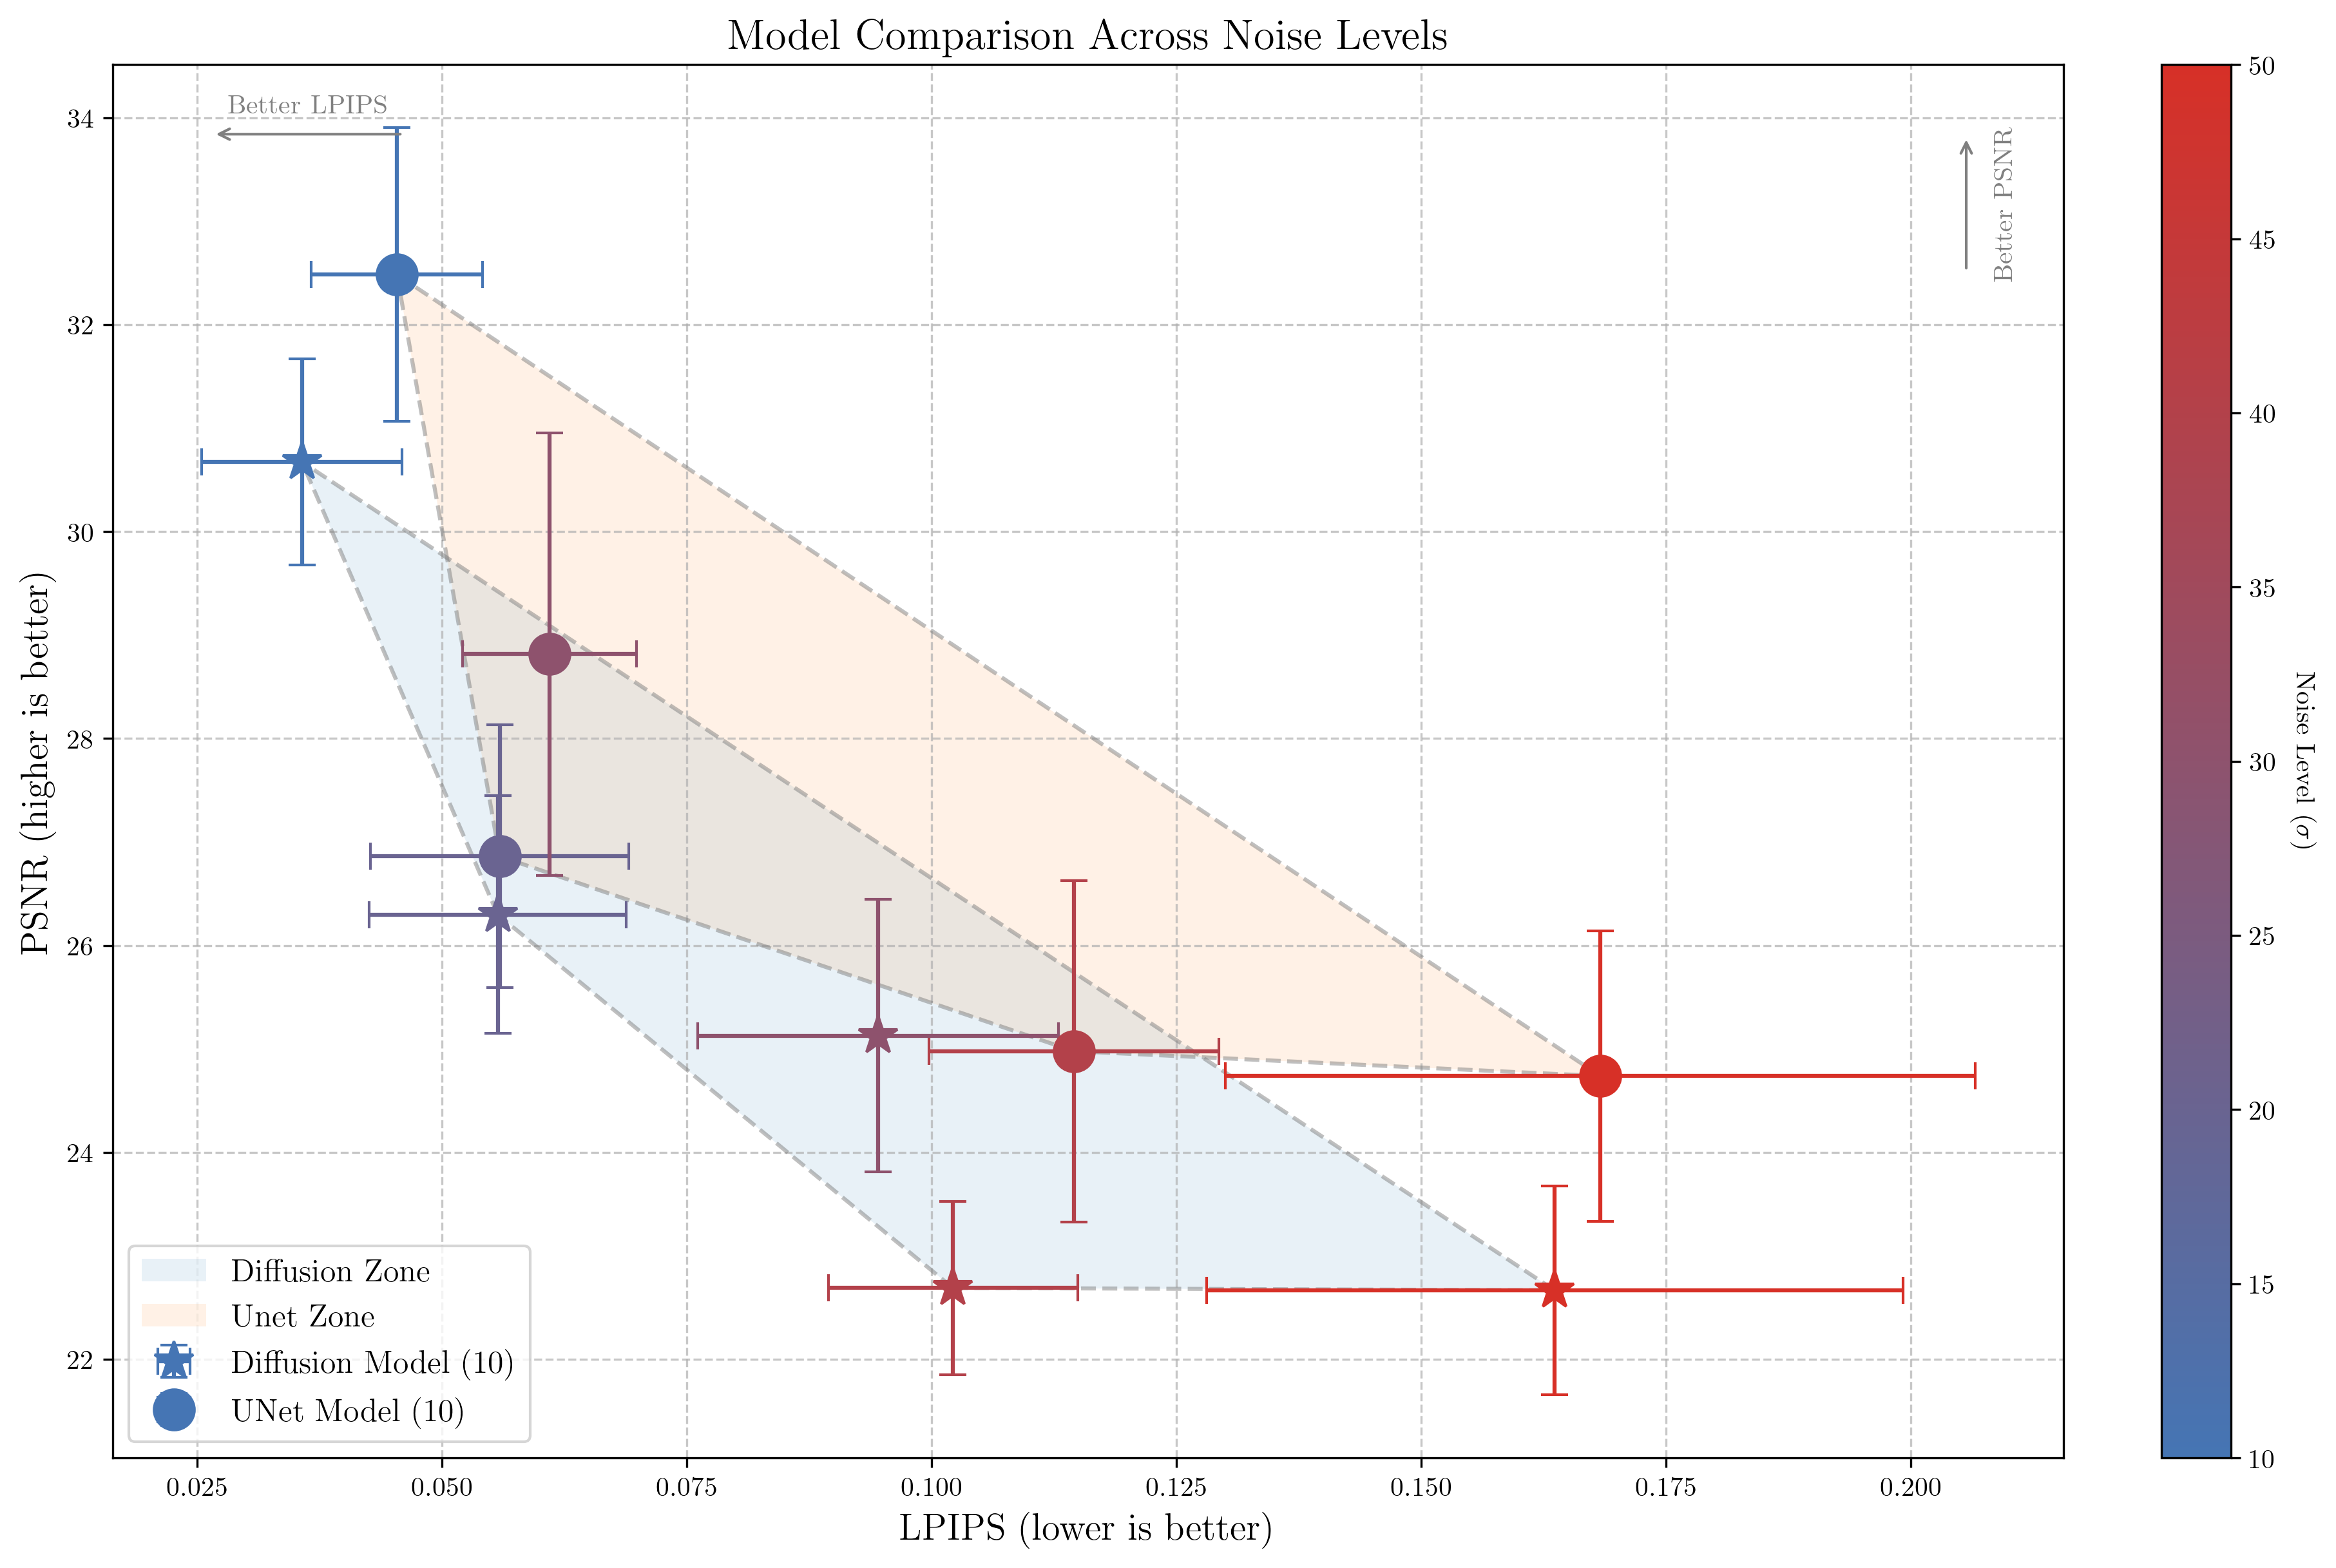 Model Comparison Across Noise Levels
Better LPIPS
Better PSNR
34
32
30
28
26
24
22
PSNR (higher is better)
Diffusion Zone
Unet Zone
Diffusion Model (10)
UNet Model (10)
0.025 0.050 0.075 0.100 0.125 0.150 0.175 0.200
LPIPS (lower is better)
50
45
40
35
30
25
20
15
10
Noise Level (σ)